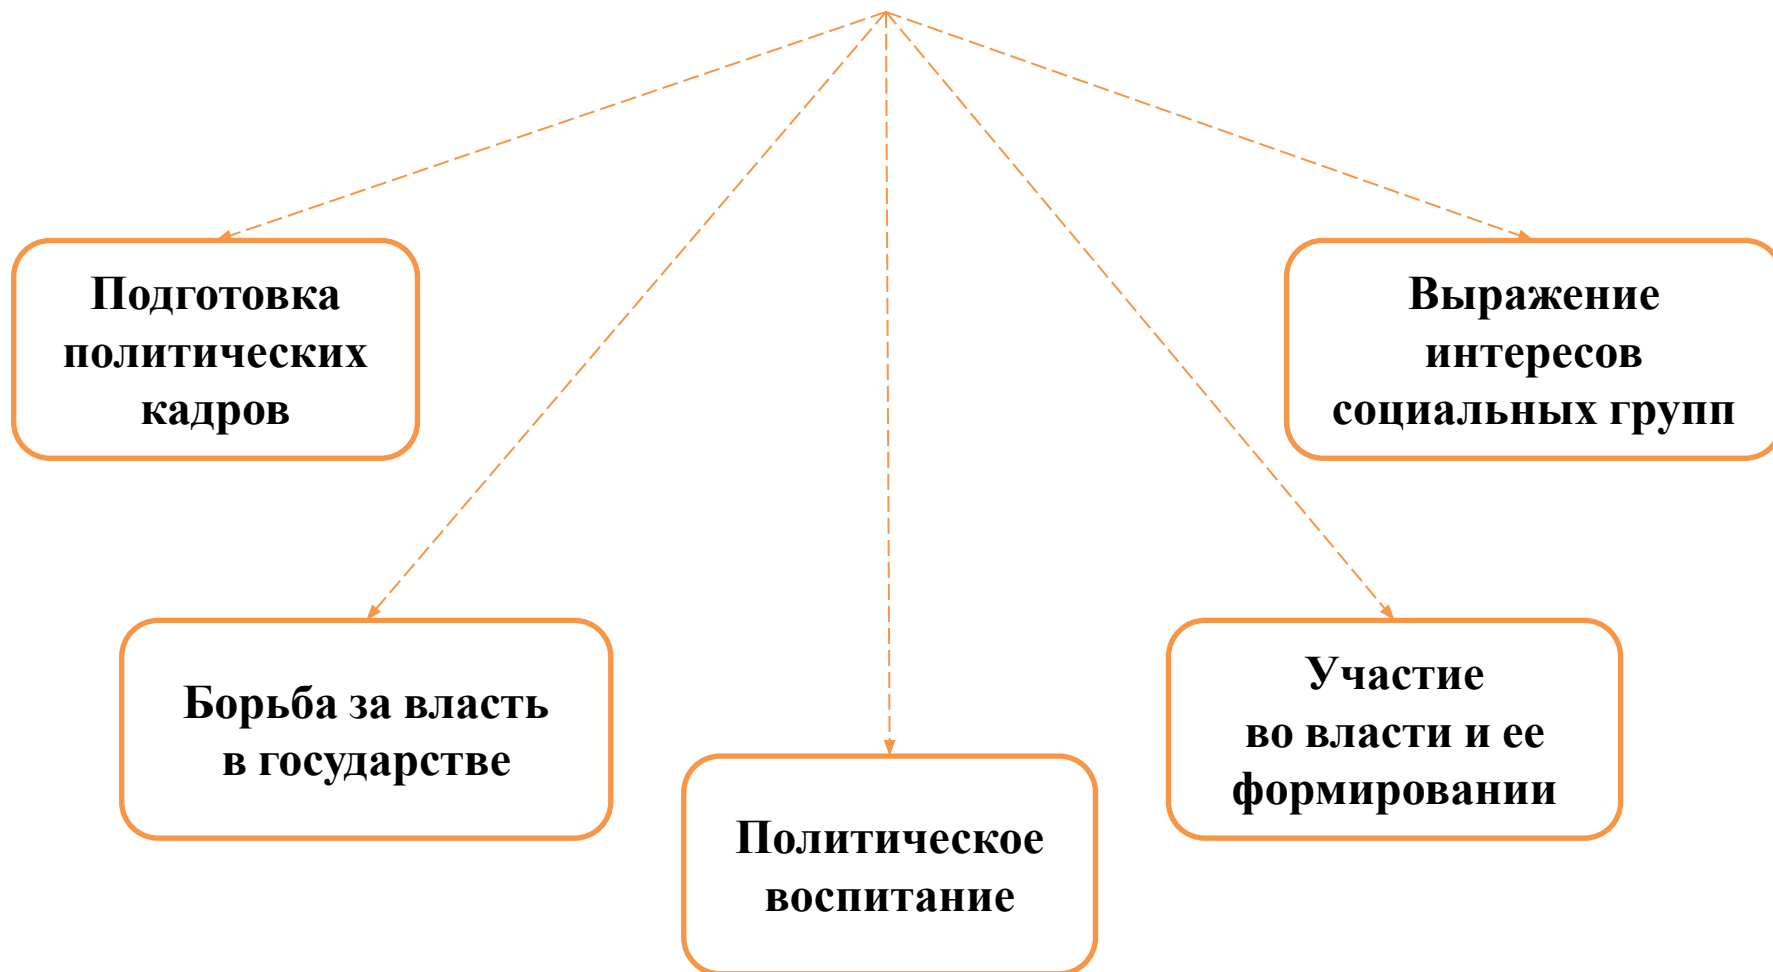 Подготовка
политических
кадров
Выражение
интересов
социальных групп
Борьба за власть
в государстве
Участие
во власти и ее
формировании
Политическое
воспитание